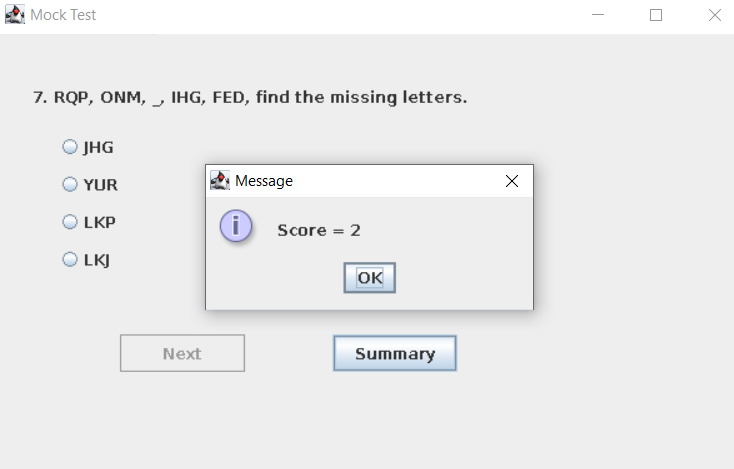 Mock Test
7. RQP, ONM, _, IHG, FED, find the missing letters.
JHG
YUR
LKP
LKJ
Message
i
Score = 2
OK
Next
Summary